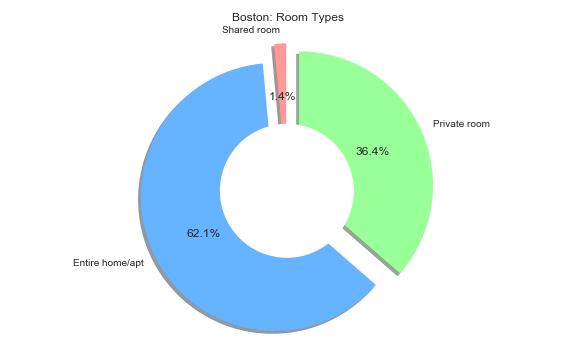 Boston: Room Types
Shared room
1.4%
Private room
36.4%
62.1%
Entire home/apt